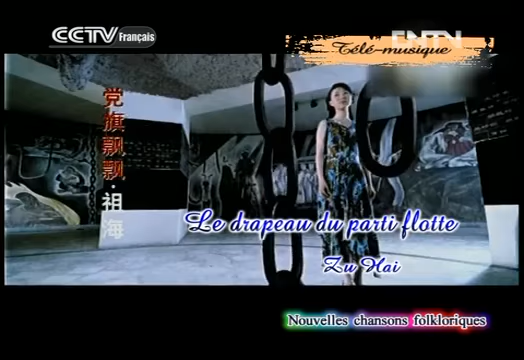 CCTV Français
CNTV
Télé-musique
党旗飘飘·祖海
Le drapeau du parti flotte
Zu Hai
Nouvelles chansons folkloriques